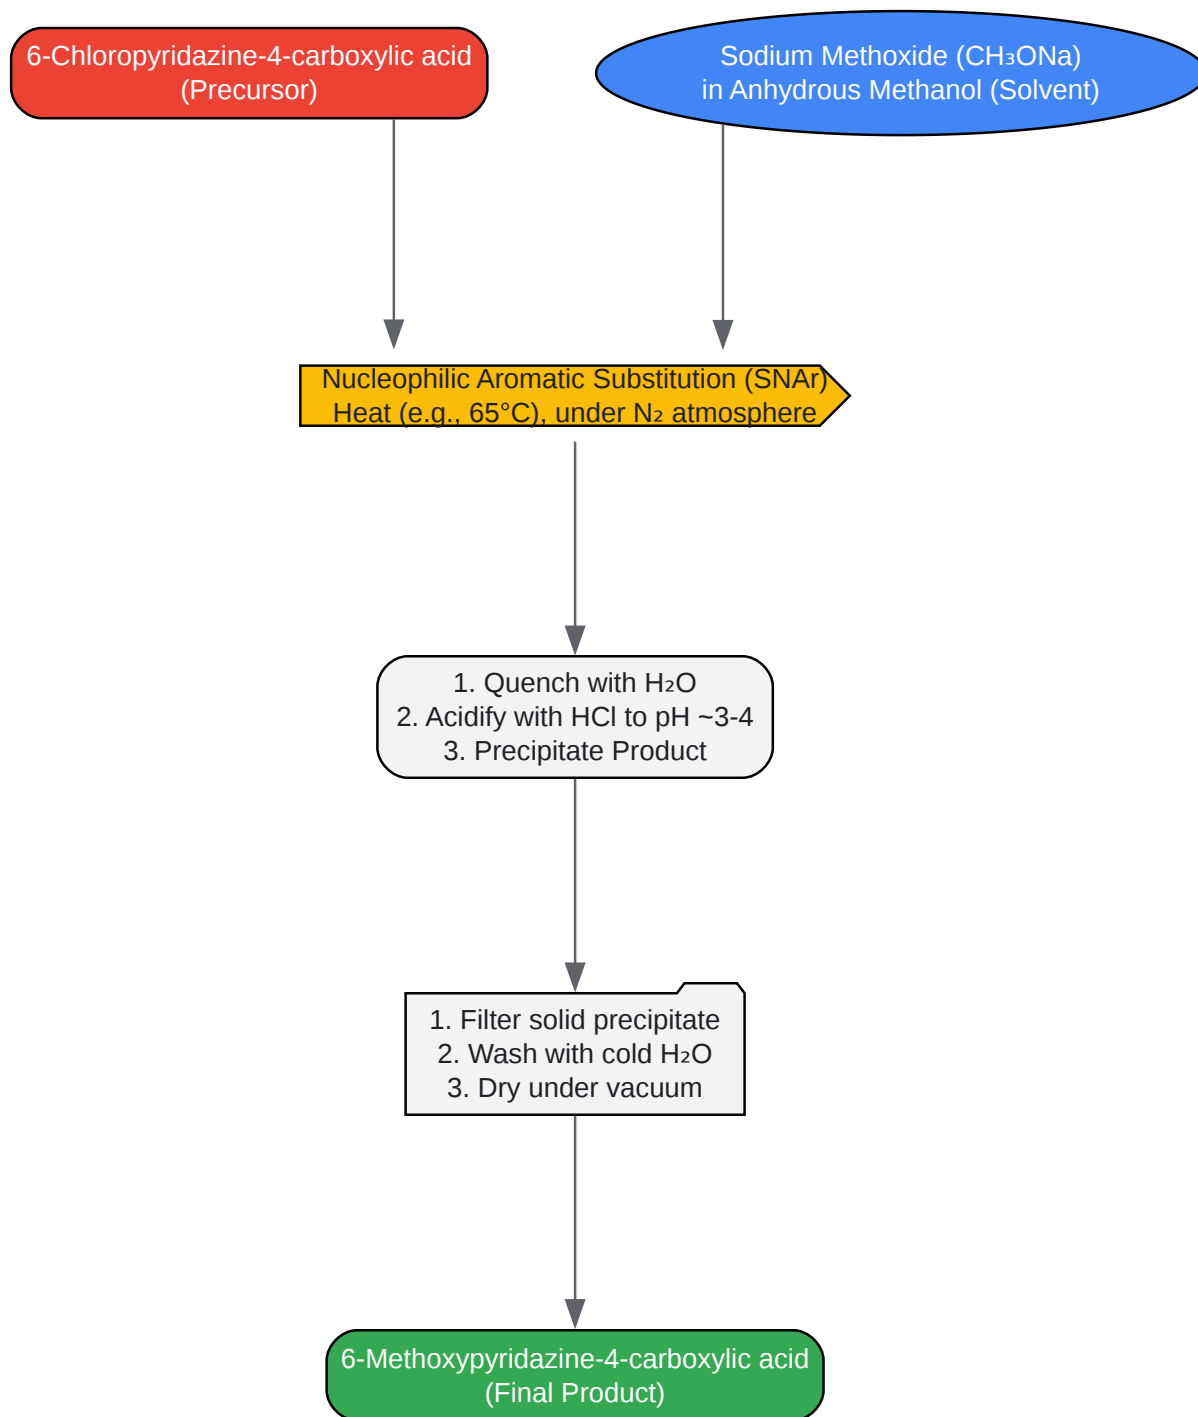 6-Chloropyridazine-4-carboxylic acid
(Precursor)
Sodium Methoxide (CH₃ONa)
in Anhydrous Methanol (Solvent)
Nucleophilic Aromatic Substitution (SNAr)
Heat (e.g., 65°C), under N₂ atmosphere
1. Quench with H₂O
2. Acidify with HCl to pH ~3-4
3. Precipitate Product
1. Filter solid precipitate
2. Wash with cold H₂O
3. Dry under vacuum
6-Methoxypyridazine-4-carboxylic acid
(Final Product)